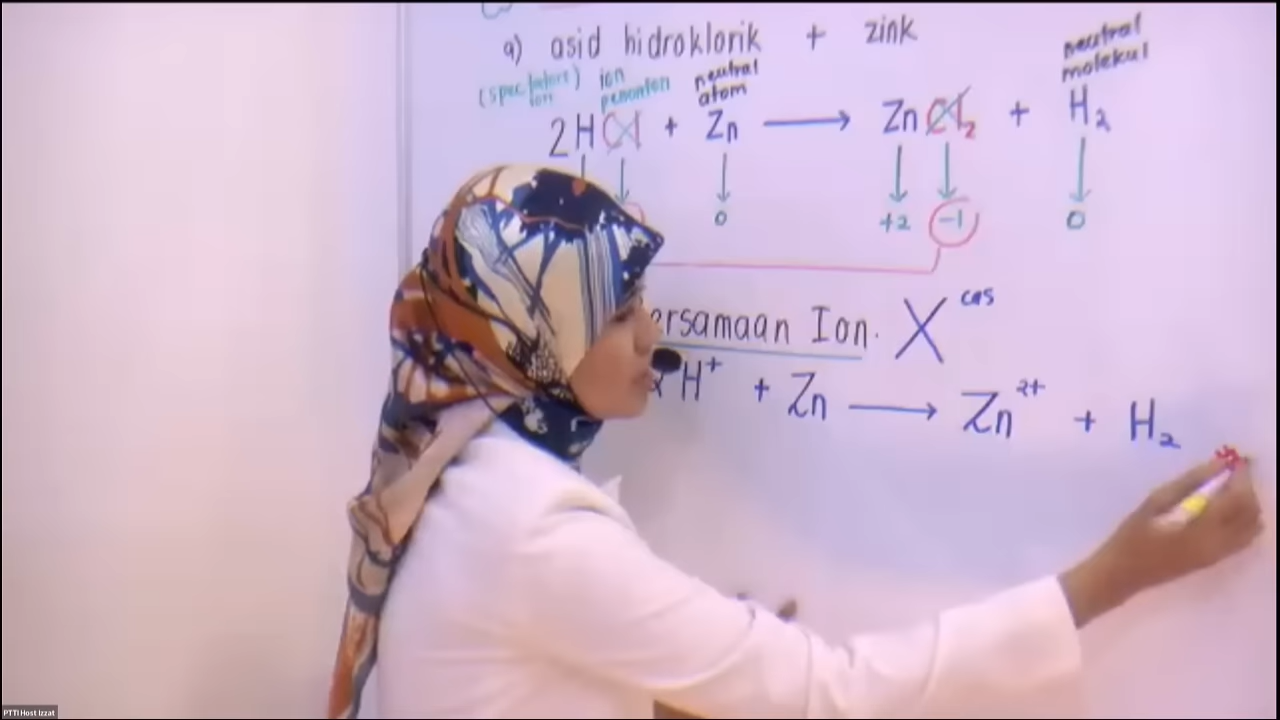 a) asid hidroklorik + zink
(spectators ion) ion penonton neutral atom neutral molekul
2HCl + Zn ⟶ ZnCl₂ + H₂
0 +2 -1 0
ersamaan Ion. X cas
H⁺ + Zn ⟶ Zn²⁺ + H₂
PTTI Host Izzat